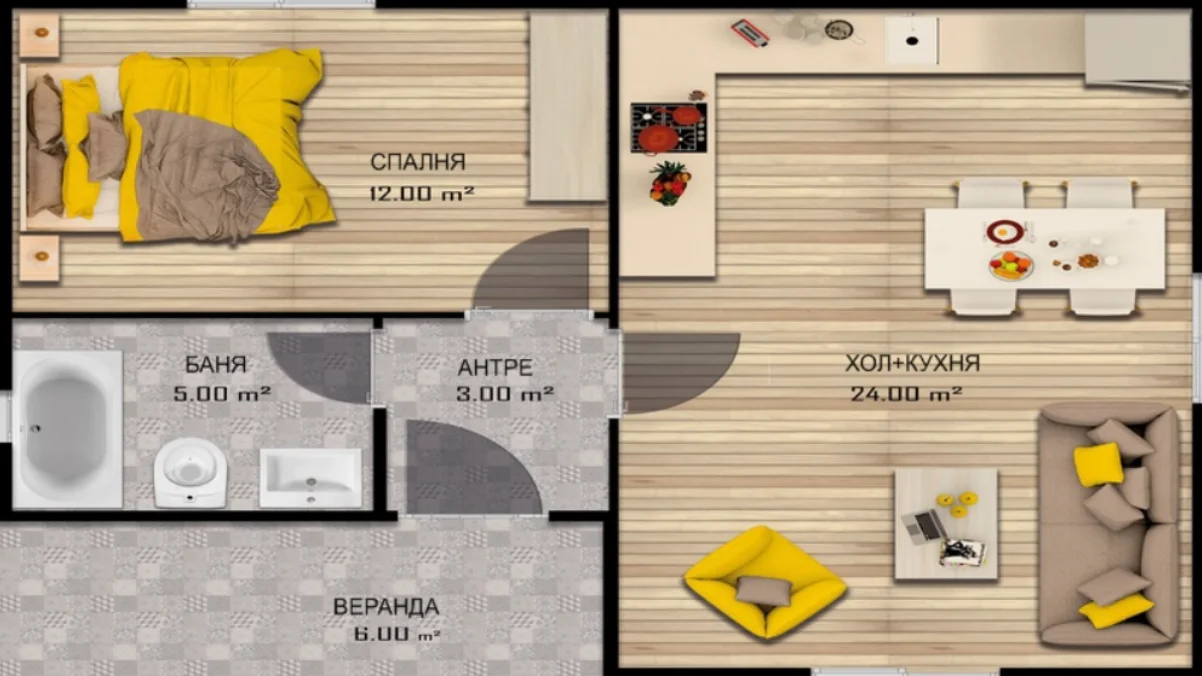 СПАЛНЯ
12.00 m²
БАНЯ
5.00 m²
АНТРЕ
3.00 m²
ХОЛ+КУХНЯ
24.00 m²
ВЕРАНДА
6.00 m²